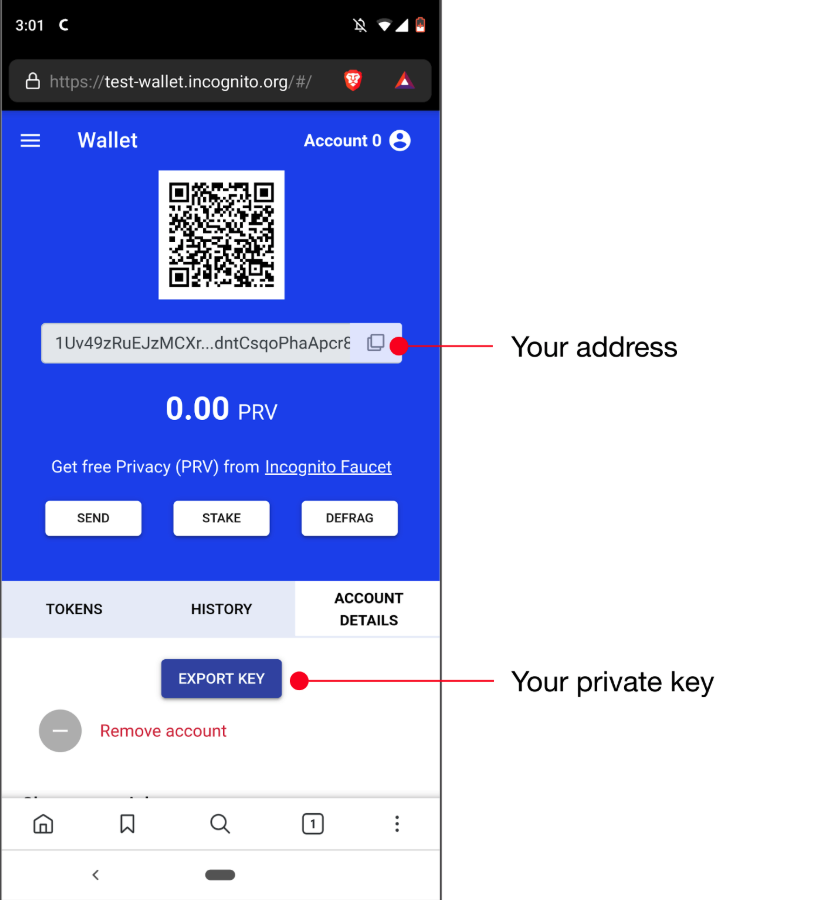 3:01 C
https://test-wallet.incognito.org/#/
Wallet
Account 0
1Uv49zRuEJzMCXr...dntCsqoPhaApcr8
Your address
0.00 PRV
Get free Privacy (PRV) from Incognito Faucet
SEND
STAKE
DEFRAG
TOKENS
HISTORY
ACCOUNT
DETAILS
EXPORT KEY
Your private key
Remove account
1